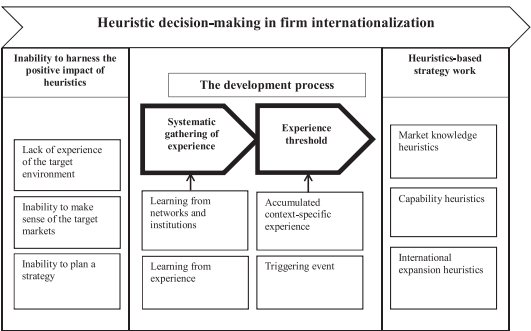 Heuristic decision-making in firm internationalization
Inability to harness the
positive impact of
heuristics
Lack of experience
of the target
environment
Inability to make
sense of the target
markets
Inability to plan a
strategy
The development process
Systematic
gathering of
experience
Experience
threshold
Learning from
networks and
institutions
Accumulated
context-specific
experience
Learning from
experience
Triggering event
Heuristics-based
strategy work
Market knowledge
heuristics
Capability heuristics
International
expansion heuristics